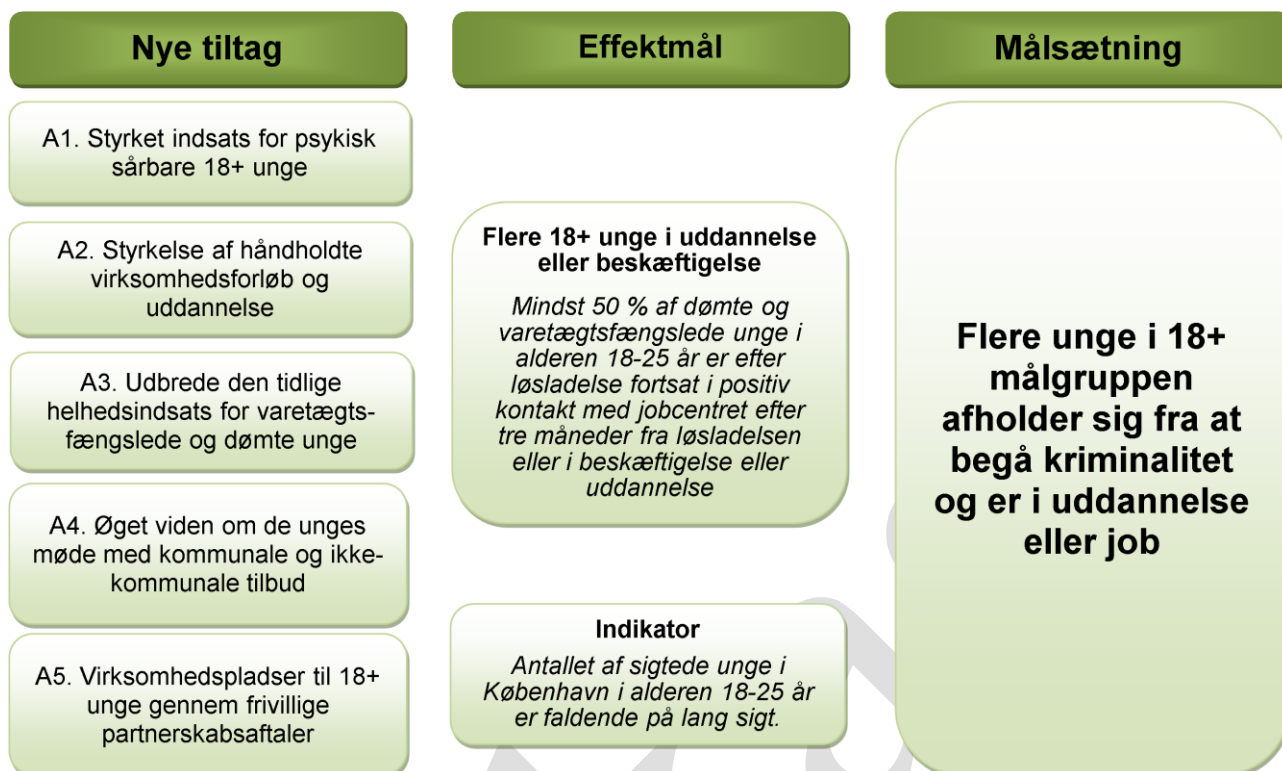 Nye tiltag
A1. Styrket indsats for psykisk
sårbare 18+ unge
A2. Styrkelse af håndholdte
virksomhedsforløb og
uddannelse
A3. Udbrede den tidlige
helhedsindsats for varetægts-
fængslede og dømte unge
A4. Øget viden om de unges
møde med kommunale og ikke-
kommunale tilbud
A5. Virksomhedspladser til 18+
unge gennem frivillige
partnerskabsaftaler
Effektmål
Flere 18+ unge i uddannelse
eller beskæftigelse
Mindst 50 % af dømte og
varetægtsfængslede unge i
alderen 18-25 år er efter
løsladelse fortsat i positiv
kontakt med jobcentret efter
tre måneder fra løsladelsen
eller i beskæftigelse eller
uddannelse
Indikator
Antallet af sigtede unge i
København i alderen 18-25 år
er faldende på lang sigt.
Målsætning
Flere unge i 18+
målgruppen
afholder sig fra at
begå kriminalitet
og er i uddannelse
eller job